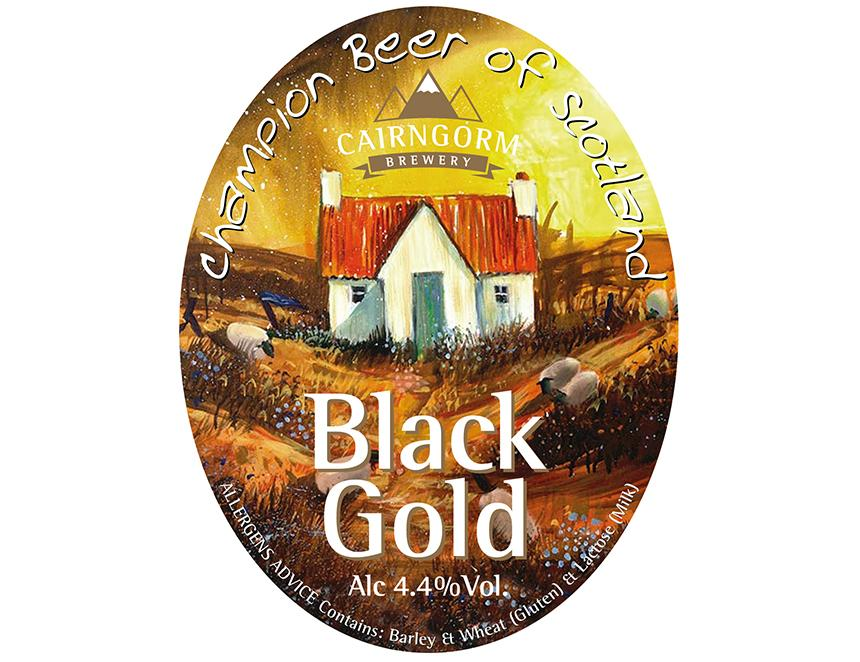 Champion Beer of Scotland
CAIRNGORM
BREWERY
Black
Gold
Alc 4.4%Vol.
ALLERGENS ADVICE Contains: Barley & Wheat (Gluten) & Lactose (Milk)